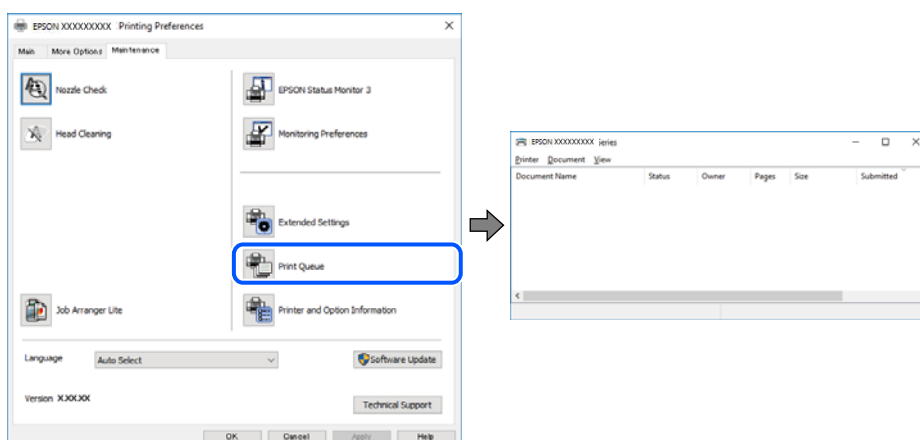 EPSON XXXXXXXXX Printing Preferences
Main More Options Maintenance
Nozzle Check
EPSON Status Monitor 3
Head Cleaning
Monitoring Preferences
Extended Settings
Print Queue
Job Arranger Lite
Printer and Option Information
Language Auto Select Software Update
Version X.XX.XX
Technical Support
OK Cancel Apply Help
EPSON XXXXXXXXX ieries
Printer Document View
Document Name Status Owner Pages Size Submitted